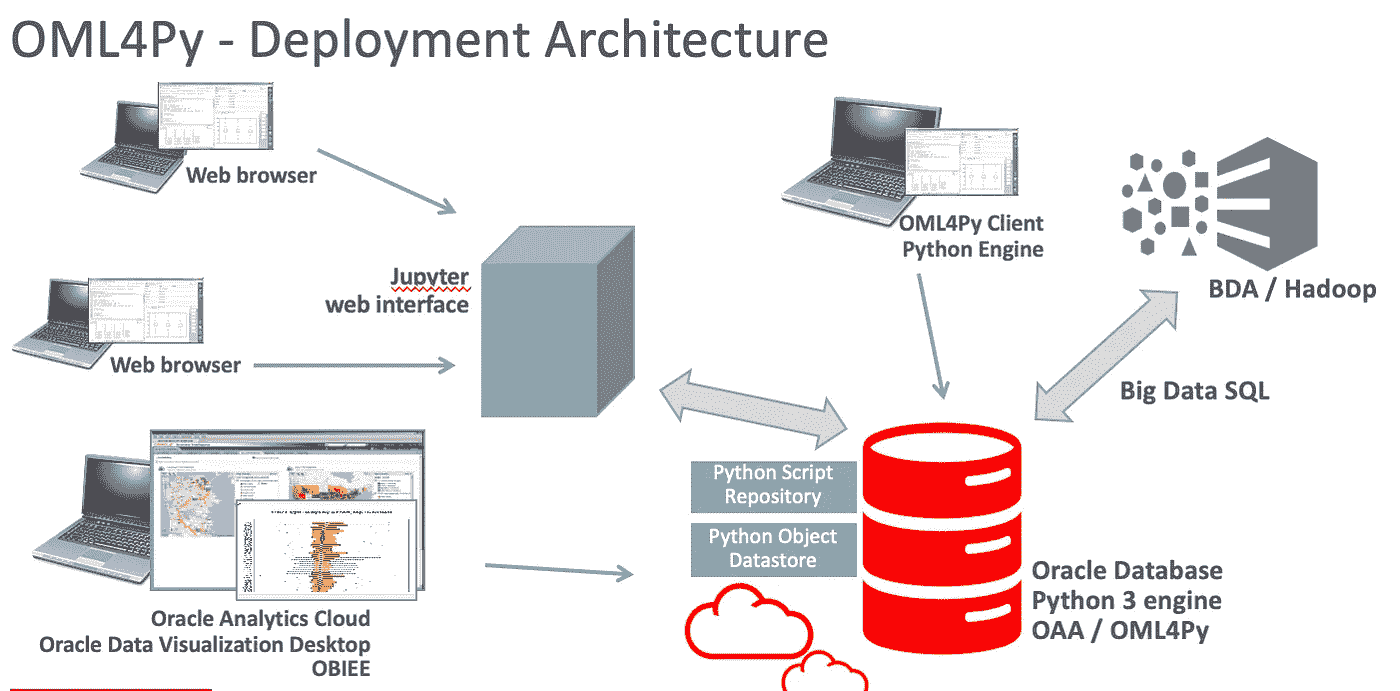 OML4Py - Deployment Architecture
Web browser
OML4Py Client
Python Engine
BDA / Hadoop
Jupyter
web interface
Web browser
Big Data SQL
Python Script
Repository
Python Object
Datastore
Oracle Database
Python 3 engine
OAA / OML4Py
Oracle Analytics Cloud
Oracle Data Visualization Desktop
OBIEE